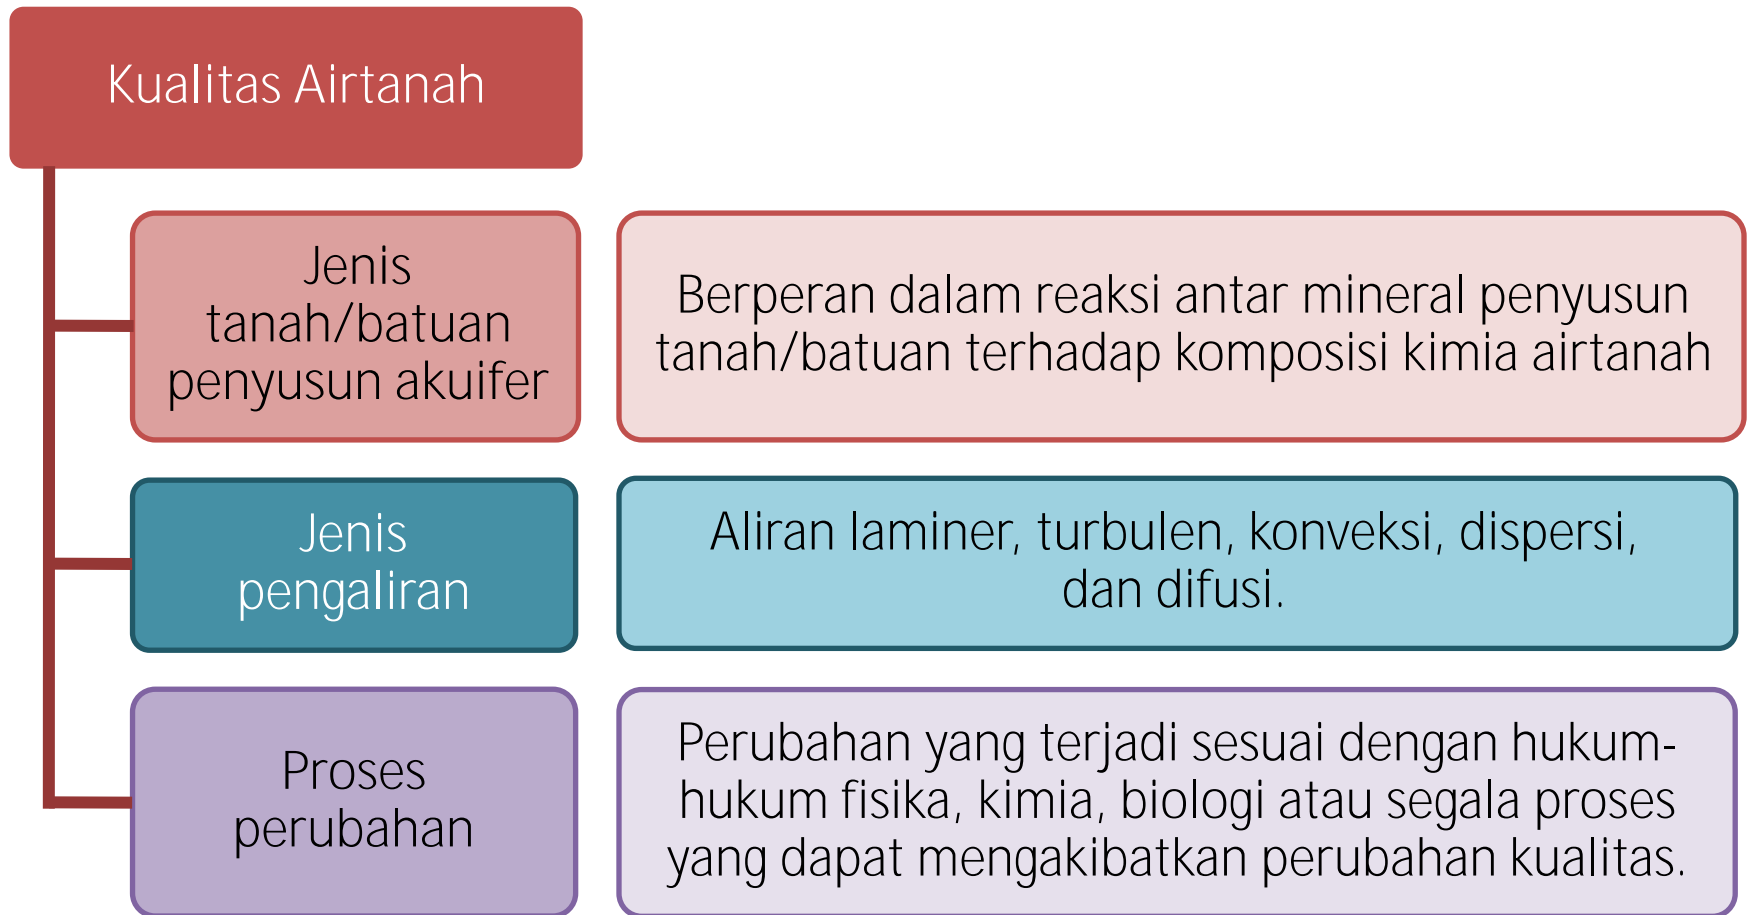 Kualitas Airtanah
Jenis
tanah/batuan
penyusun akuifer
Berperan dalam reaksi antar mineral penyusun
tanah/batuan terhadap komposisi kimia airtanah
Jenis
pengaliran
Aliran laminer, turbulen, konveksi, dispersi,
dan difusi.
Proses
perubahan
Perubahan yang terjadi sesuai dengan hukum-
hukum fisika, kimia, biologi atau segala proses
yang dapat mengakibatkan perubahan kualitas.